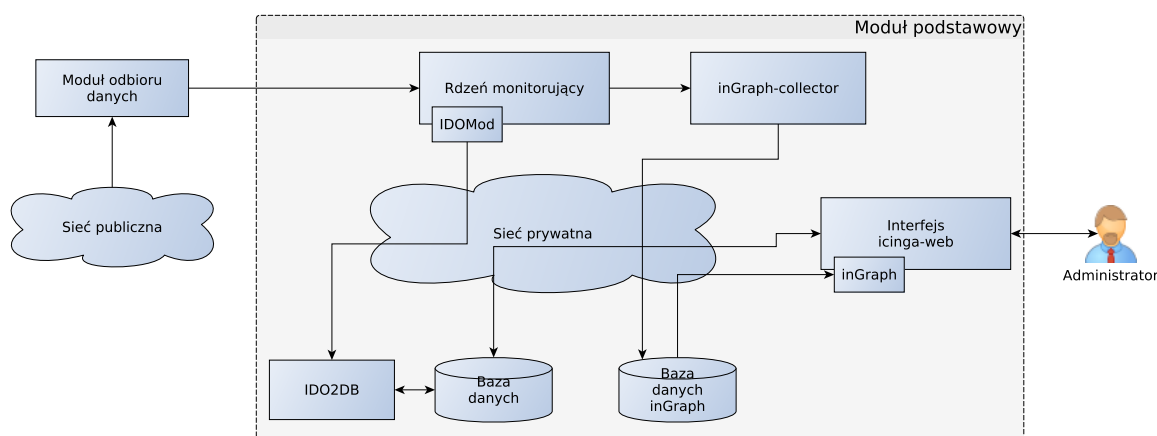 Moduł podstawowy
Moduł odbioru
danych
Rdzeń monitorujący
inGraph-collector
IDOMod
Sieć publiczna
Sieć prywatna
Interfejs
icinga-web
inGraph
Administrator
IDO2DB
Baza
danych
Baza
danych
inGraph